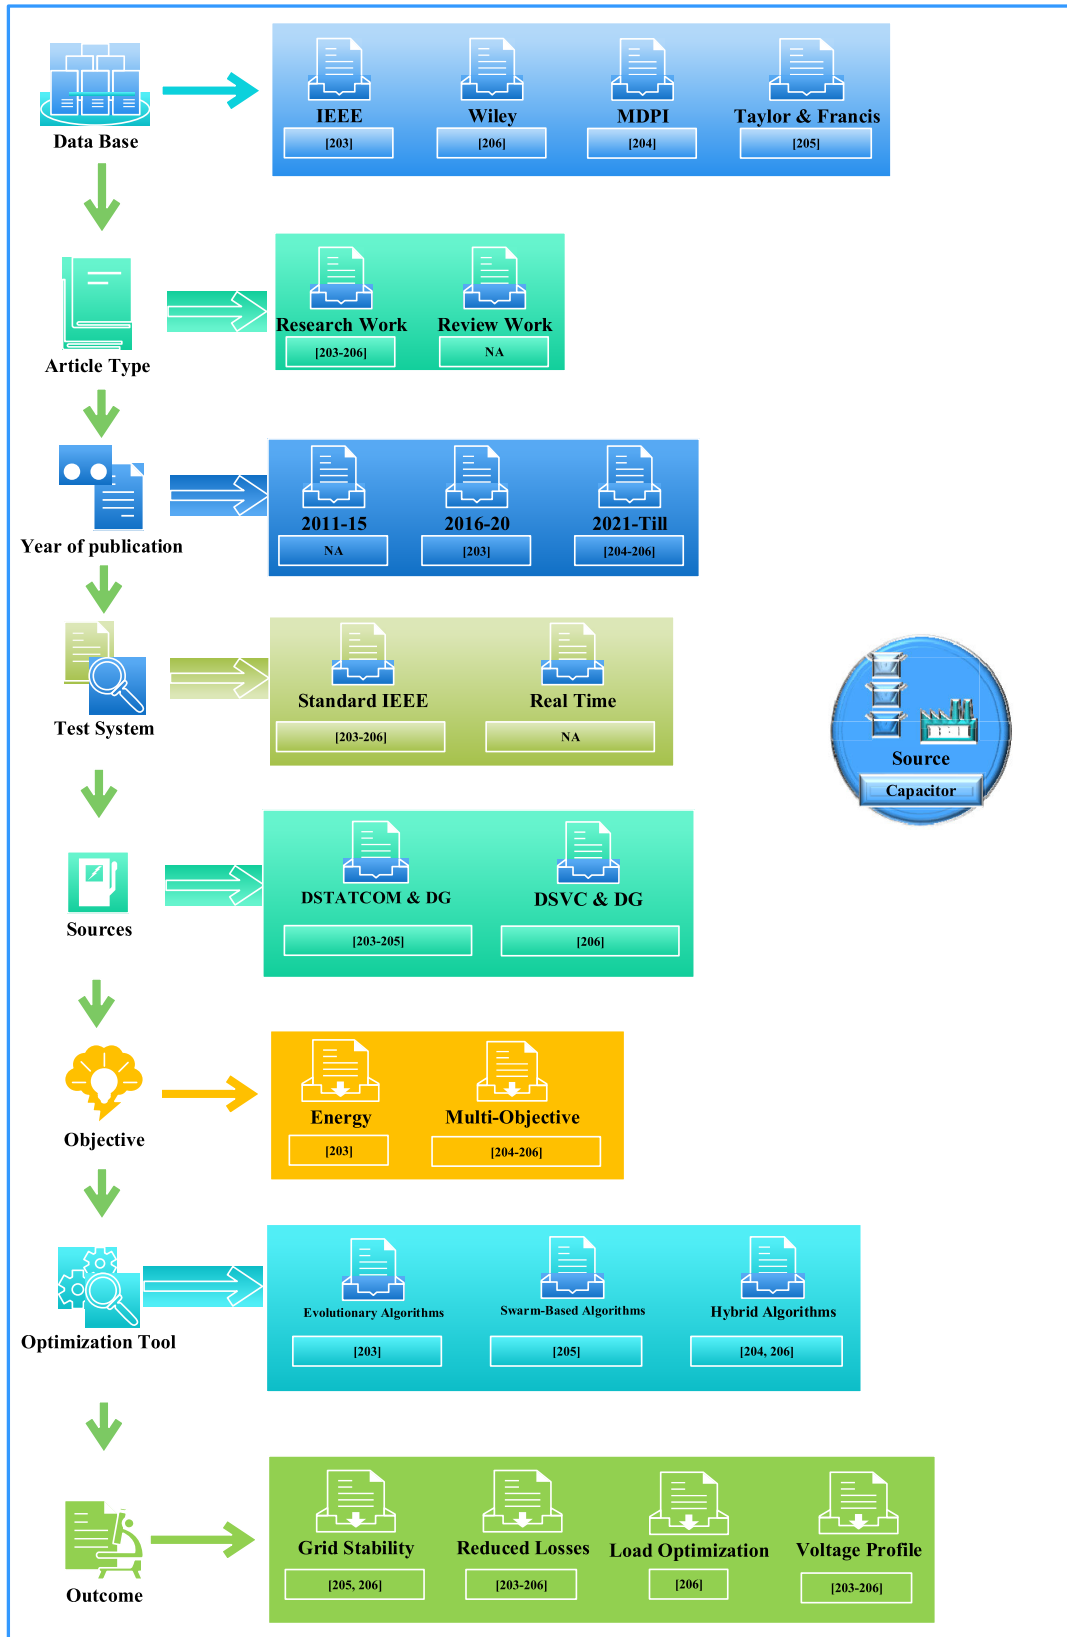 Data Base
IEEE
Wiley
MDPI
Taylor & Francis
[203]
[206]
[204]
[205]
Article Type
Research Work
Review Work
[203-206]
NA
Year of publication
2011-15
2016-20
2021-Till
NA
[203]
[204-206]
Test System
Standard IEEE
Real Time
[203-206]
NA
Source
Capacitor
Sources
DSTATCOM & DG
DSVC & DG
[203-205]
[206]
Objective
Energy
Multi-Objective
[203]
[204-206]
Optimization Tool
Evolutionary Algorithms
Swarm-Based Algorithms
Hybrid Algorithms
[203]
[205]
[204, 206]
Outcome
Grid Stability
Reduced Losses
Load Optimization
Voltage Profile
[205, 206]
[203-206]
[206]
[203-206]